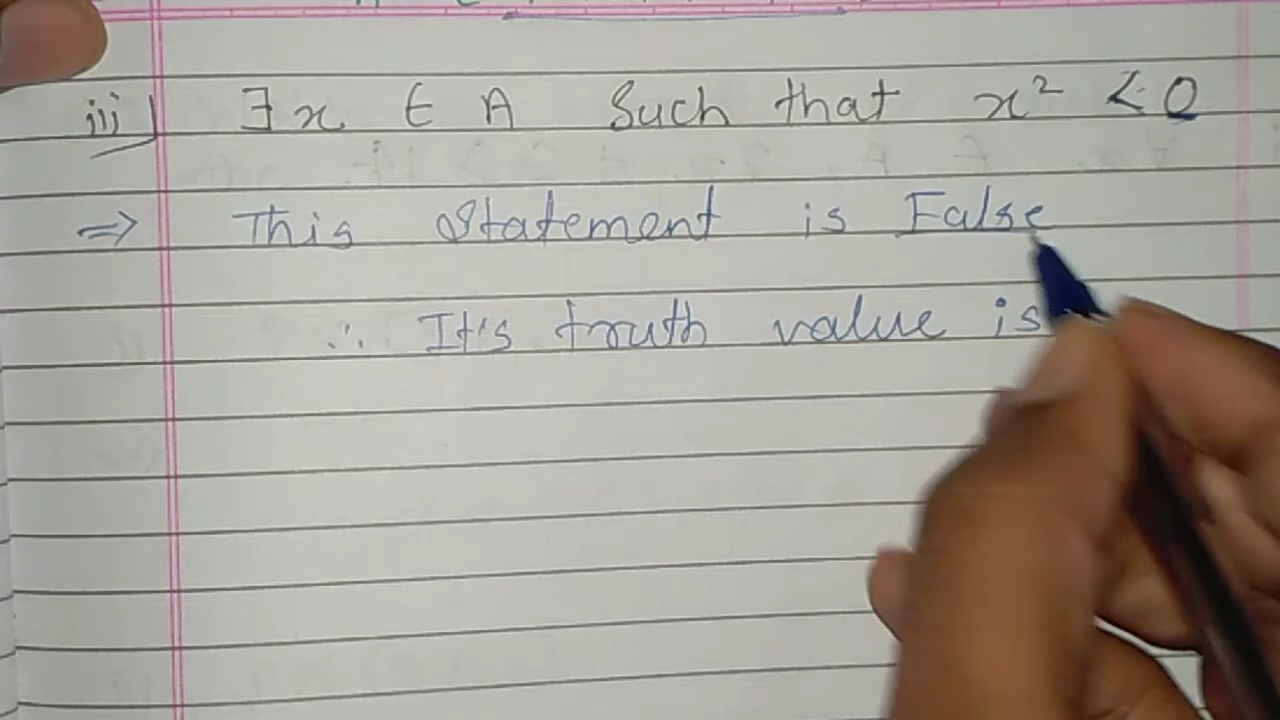 iii) ∃ x ∈ A Such that x² < 0
⇒ This Statement is False
∴ It's truth value is